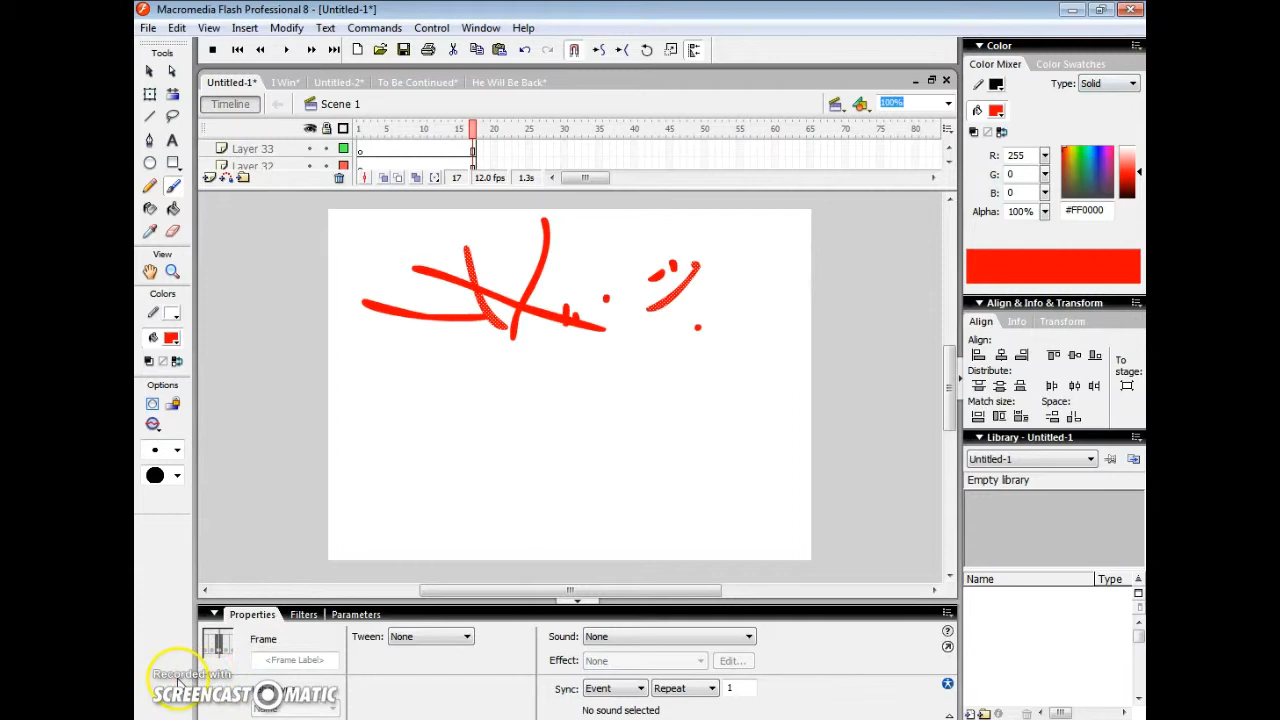 Macromedia Flash Professional 8 - [Untitled-1*]
File Edit View Insert Modify Text Commands Control Window Help
Tools
Untitled-1* I Win* Untitled-2* To Be Continued* He Will Be Back*
Timeline Scene 1 100%
1 5 10 15 20 25 30 35 40 45 50 55 60 65 70 75 80
Layer 33
Layer 32
17 12.0 fps 1.3s
View
Colors
Options
Color
Color Mixer Color Swatches
Type: Solid
R: 255
G: 0
B: 0
Alpha: 100% #FF0000
Align & Info & Transform
Align Info Transform
Align:
To stage:
Distribute:
Match size: Space:
Library - Untitled-1
Untitled-1
Empty library
Name Type
Properties Filters Parameters
Frame
<Frame Label>
Tween: None
Sound: None
Effect: None Edit...
Sync: Event Repeat 1
No sound selected
Name
Recorded with
SCREENCAST MATIC